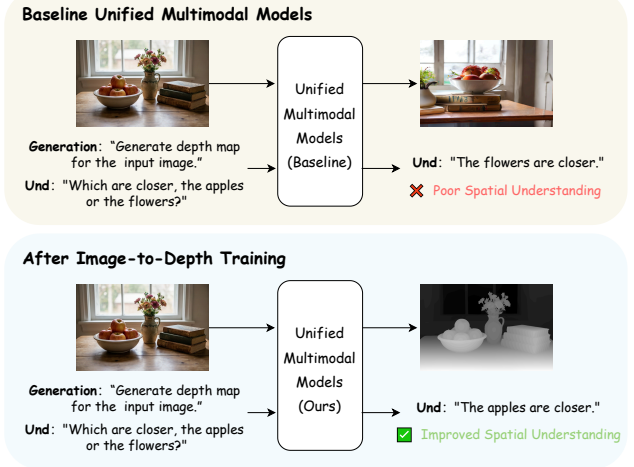 Baseline Unified Multimodal Models
Generation: “Generate depth map
for the input image.”
Und: "Which are closer, the apples
or the flowers?"
Unified
Multimodal
Models
(Baseline)
Und: "The flowers are closer."
Poor Spatial Understanding
After Image-to-Depth Training
Generation: “Generate depth map
for the input image.”
Und: "Which are closer, the apples
or the flowers?"
Unified
Multimodal
Models
(Ours)
Und: "The apples are closer."
Improved Spatial Understanding